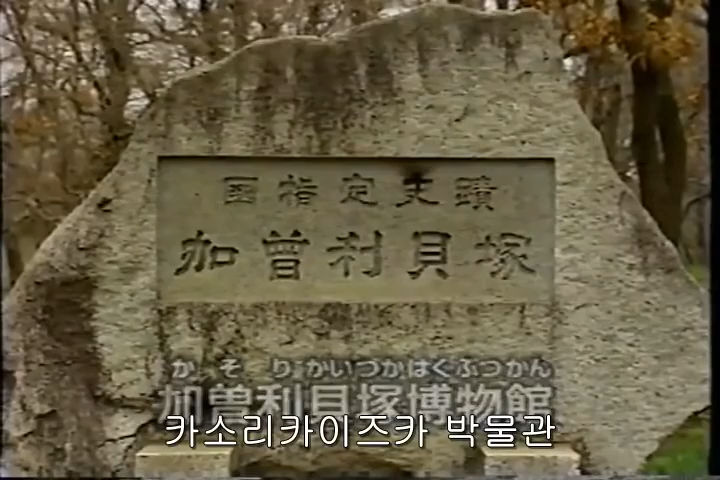 国指定史蹟
加曽利貝塚
かそりかいづかはくぶつかん
加曽利貝塚博物館
카소리카이즈카 박물관